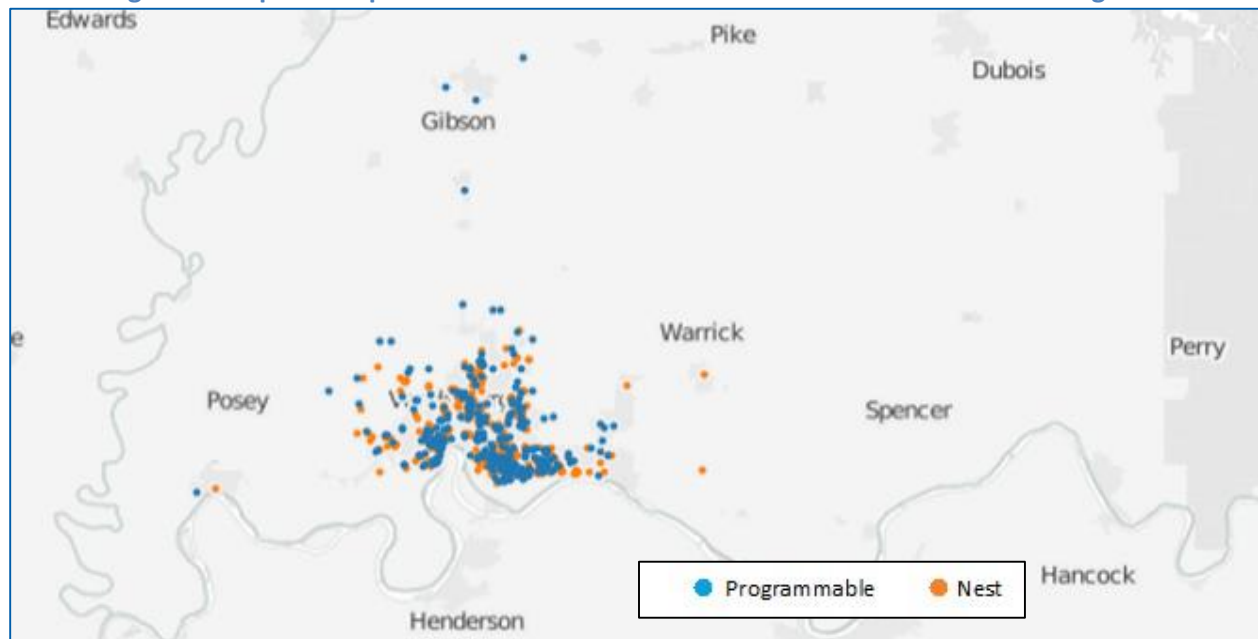 Edwards
Pike
Dubois
Gibson
Warrick
Perry
Posey
Spencer
Programmable
Nest
Hancock
Henderson